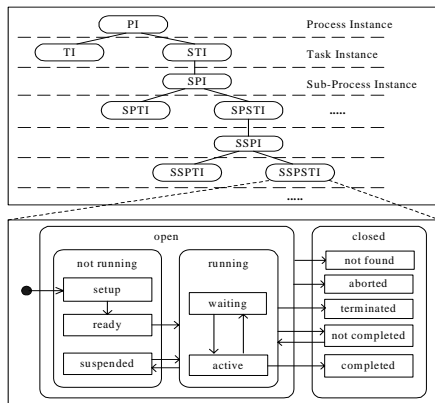 PI
Process Instance
TI
STI
Task Instance
SPI
Sub-Process Instance
SPTI
SPSTI
.....
SSPI
SSPTI
SSPSTI
.....
open
closed
not running
running
not found
setup
aborted
waiting
terminated
ready
not completed
suspended
active
completed